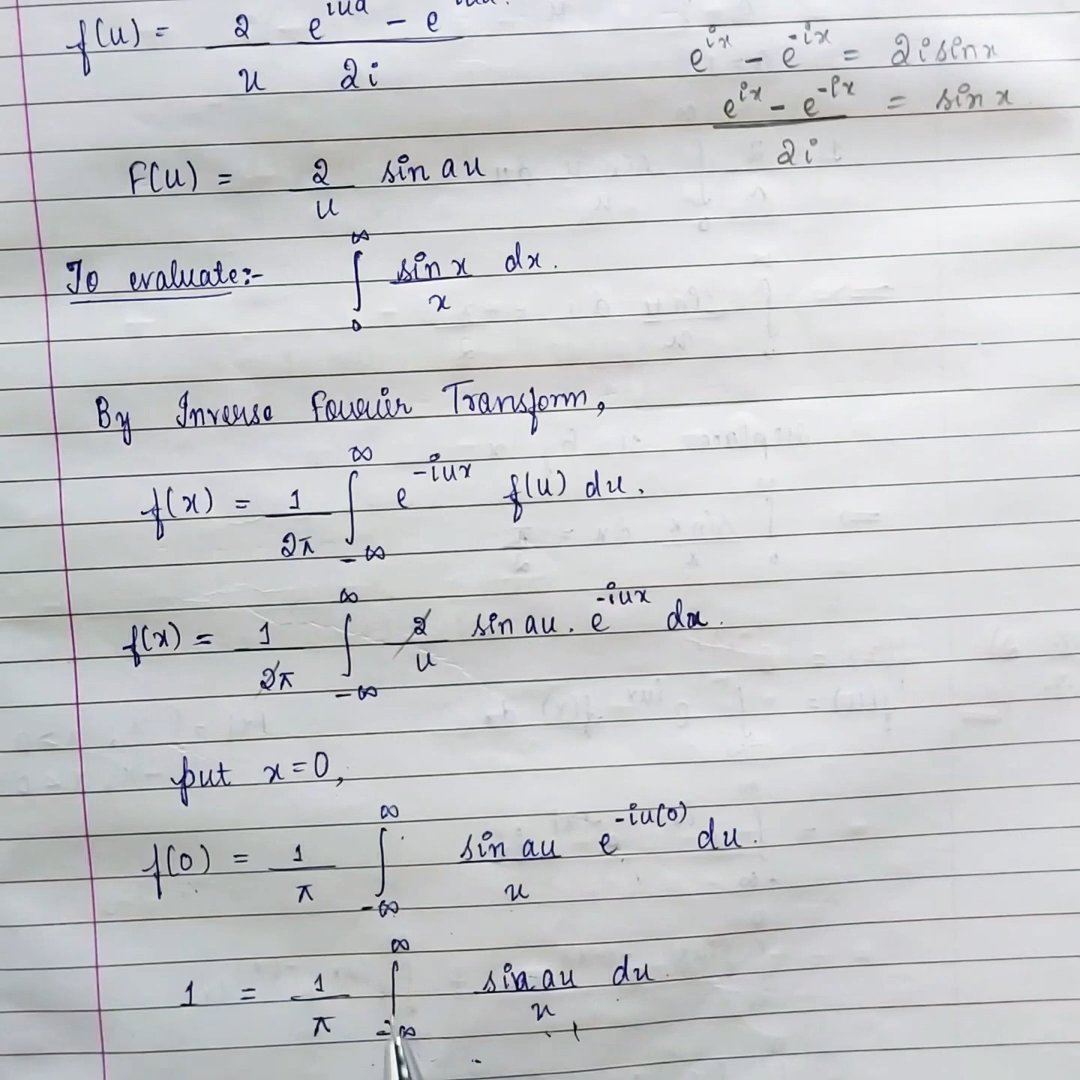 f(u) = 2/u e^{iua} - e / 2i
e^{ix} - e^{-ix} = 2i sin x
e^{ix} - e^{-ix} / 2i = sin x
F(u) = 2/u sin au
To evaluate:- ∫_0^∞ sin x / x dx.
By Inverse Fourier Transform,
f(x) = 1/2π ∫_{-∞}^{∞} e^{-iux} f(u) du.
f(x) = 1/2π ∫_{-∞}^{∞} 2/u sin au . e^{-iux} du.
put x=0,
f(0) = 1/π ∫_{-∞}^{∞} sin au / u e^{-iu(0)} du.
1 = 1/π ∫_{-∞}^{∞} sin au / u du.